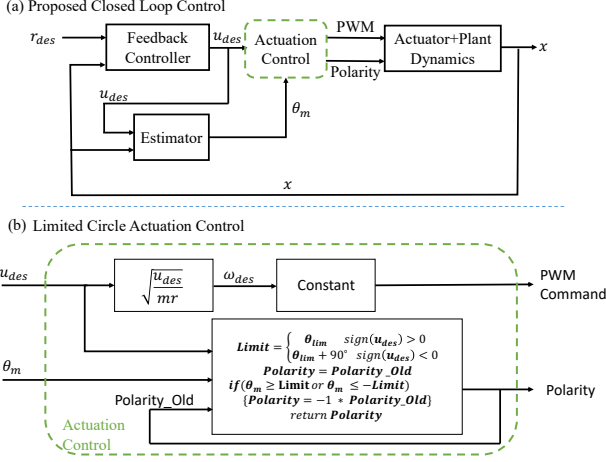 (a) Proposed Closed Loop Control
r_des
Feedback
Controller
u_des
Actuation
Control
PWM
Polarity
Actuator+Plant
Dynamics
x
u_des
Estimator
θ_m
x
(b) Limited Circle Actuation Control
u_des
√(u_des/mr)
ω_des
Constant
PWM
Command
θ_m
Limit = { θ_lim sign(u_des) > 0
θ_lim + 90° sign(u_des) < 0
Polarity = Polarity_Old
if(θ_m ≥ Limit or θ_m ≤ −Limit)
{Polarity = −1 * Polarity_Old}
return Polarity
Polarity
Polarity_Old
Actuation
Control